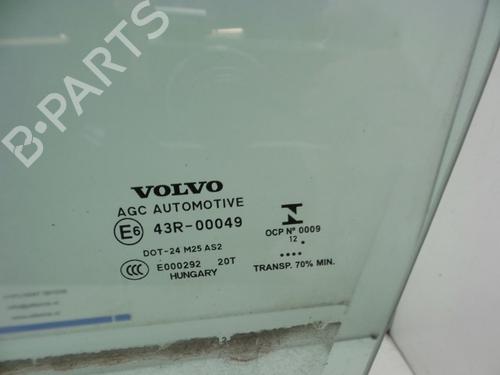 B-PARTS
VOLVO
AGC AUTOMOTIVE
E6 43R-00049
DOT-24 M25 AS2
CCC E000292 20T
HUNGARY
N
OCP Nº 0009
12 .
....
TRANSP. 70% MIN.